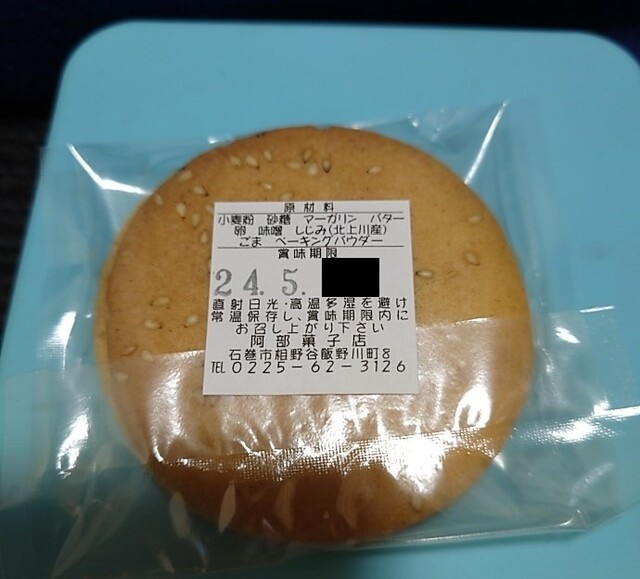 原材料
小麦粉 砂糖 マーガリン バター
卵 味噌 しじみ(北上川産)
ごま ベーキングパウダー
賞味期限
24.5.
直射日光・高温多湿を避け
常温保存し、賞味期限内に
お召し上がり下さい
阿部菓子店
石巻市相野谷飯野川町8
TEL 0225-62-3126